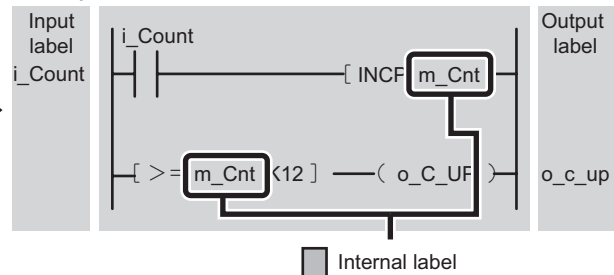 Input label
i_Count
i_Count
[ INCP m_Cnt ]
[ >= m_Cnt K12 ] ( o_C_UP )
Output label
o_c_up
Internal label